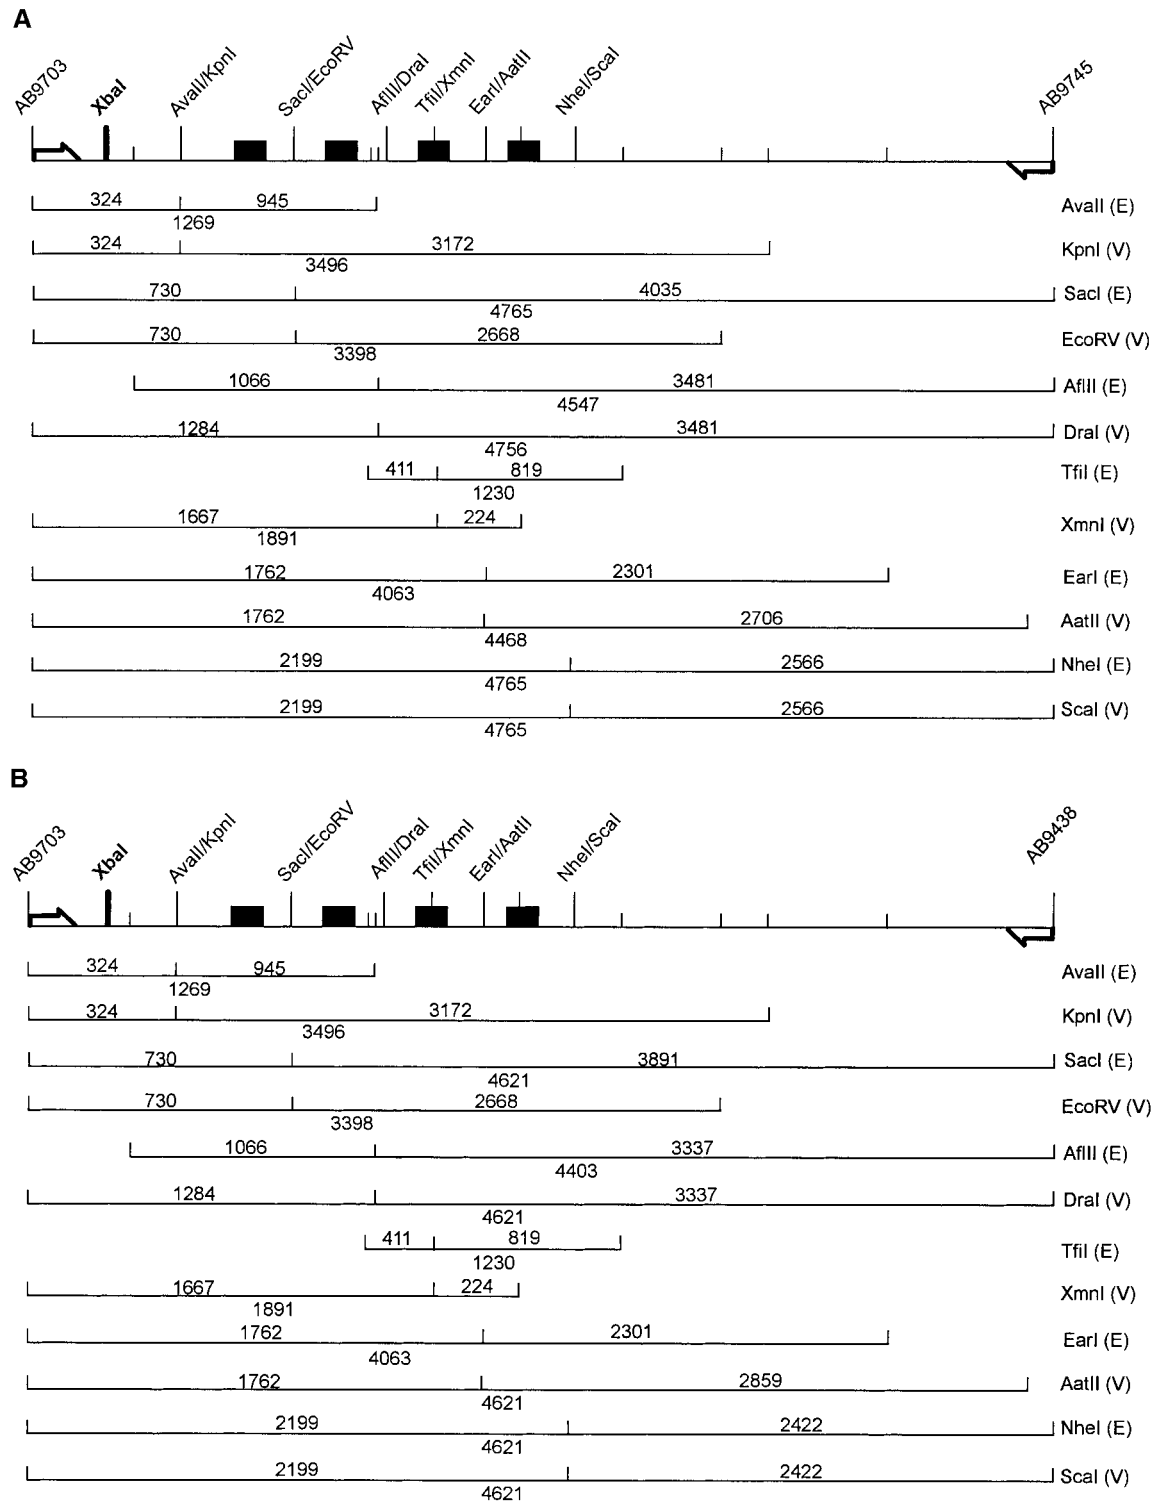 A
AB9703 XbaI AvaII/KpnI SacI/EcoRV AflII/DraI TfiI/XmnI EarI/AatII NheI/ScaI AB9745
324 945 AvaII (E)
1269
324 3172 KpnI (V)
3496
730 4035 SacI (E)
4765
730 2668 EcoRV (V)
3398
1066 3481 AflII (E)
4547
1284 3481 DraI (V)
4756
411 819 TfiI (E)
1230
1667 224 XmnI (V)
1891
1762 2301 EarI (E)
4063
1762 2706 AatII (V)
4468
2199 2566 NheI (E)
4765
2199 2566 ScaI (V)
4765
B
AB9703 XbaI AvaII/KpnI SacI/EcoRV AflII/DraI TfiI/XmnI EarI/AatII NheI/ScaI AB9438
324 945 AvaII (E)
1269
324 3172 KpnI (V)
3496
730 3891 SacI (E)
4621
730 2668 EcoRV (V)
3398
1066 3337 AflII (E)
4403
1284 3337 DraI (V)
4621
411 819 TfiI (E)
1230
1667 224 XmnI (V)
1891
1762 2301 EarI (E)
4063
1762 2859 AatII (V)
4621
2199 2422 NheI (E)
4621
2199 2422 ScaI (V)
4621